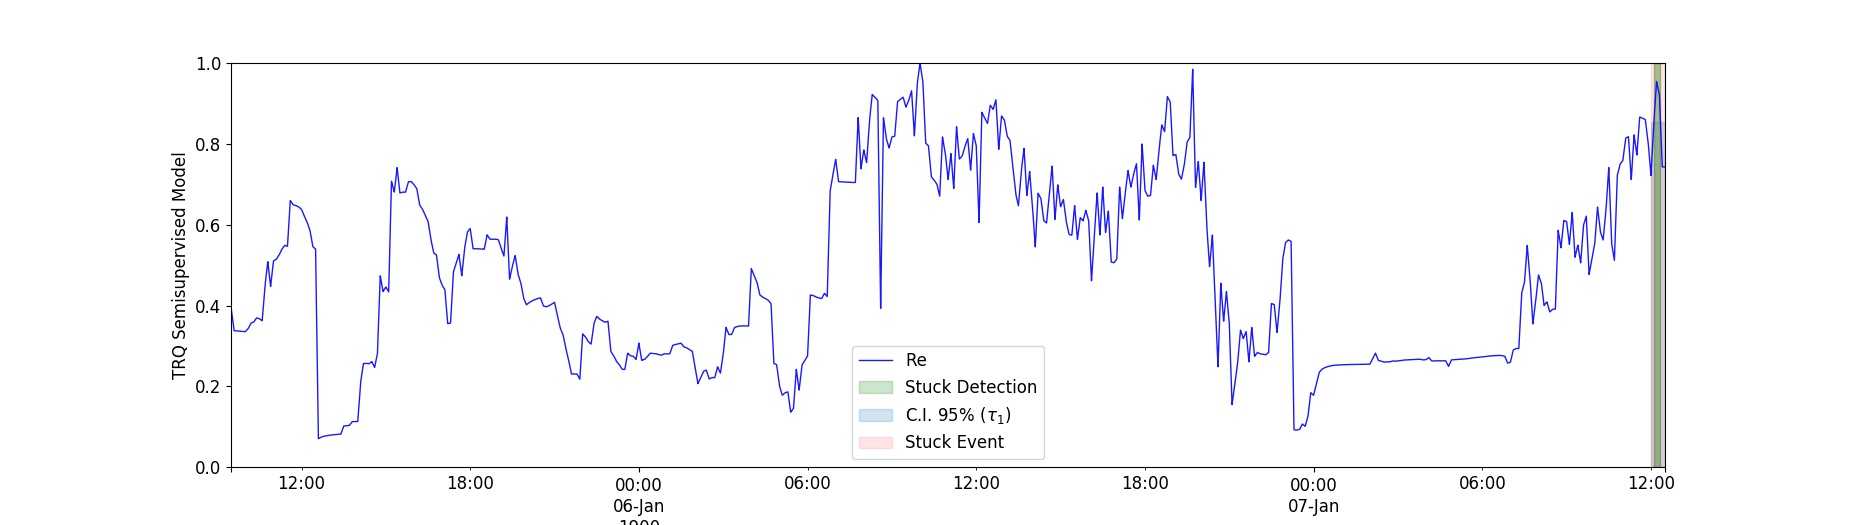 TRQ Semisupervised Model
1.0
0.8
0.6
0.4
0.2
0.0
Re
Stuck Detection
C.I. 95% (τ₁)
Stuck Event
12:00 18:00 00:00 06:00 12:00 18:00 00:00 06:00 12:00
06-Jan 07-Jan
1900